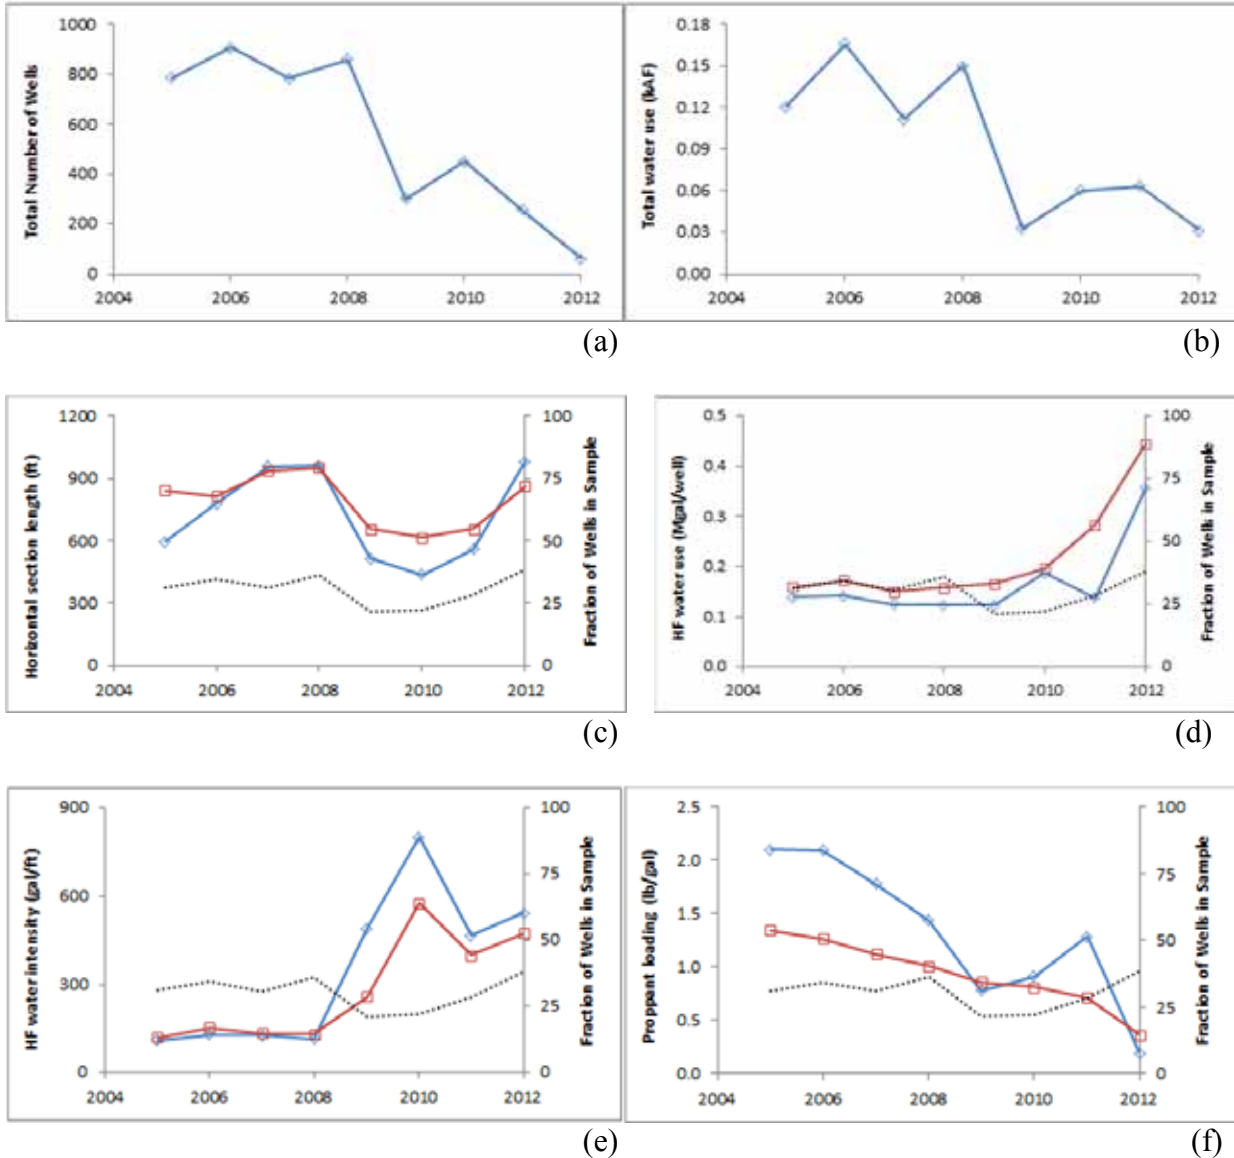 Total Number of Wells
1000
800
600
400
200
0
2004 2006 2008 2010 2012
(a)
Total water use (kAF)
0.18
0.15
0.12
0.09
0.06
0.03
0.00
2004 2006 2008 2010 2012
(b)
Horizontal section length (ft)
1200
900
600
300
0
2004 2006 2008 2010 2012
100
75
50
25
0
Fraction of Wells in Sample
(c)
HF water use (Mgal/well)
0.5
0.4
0.3
0.2
0.1
0.0
2004 2006 2008 2010 2012
100
75
50
25
0
Fraction of Wells in Sample
(d)
HF water intensity (gal/ft)
900
600
300
0
2004 2006 2008 2010 2012
100
75
50
25
0
Fraction of Wells in Sample
(e)
Proppant loading (lb/gal)
2.5
2.0
1.5
1.0
0.5
0.0
2004 2006 2008 2010 2012
100
75
50
25
0
Fraction of Wells in Sample
(f)